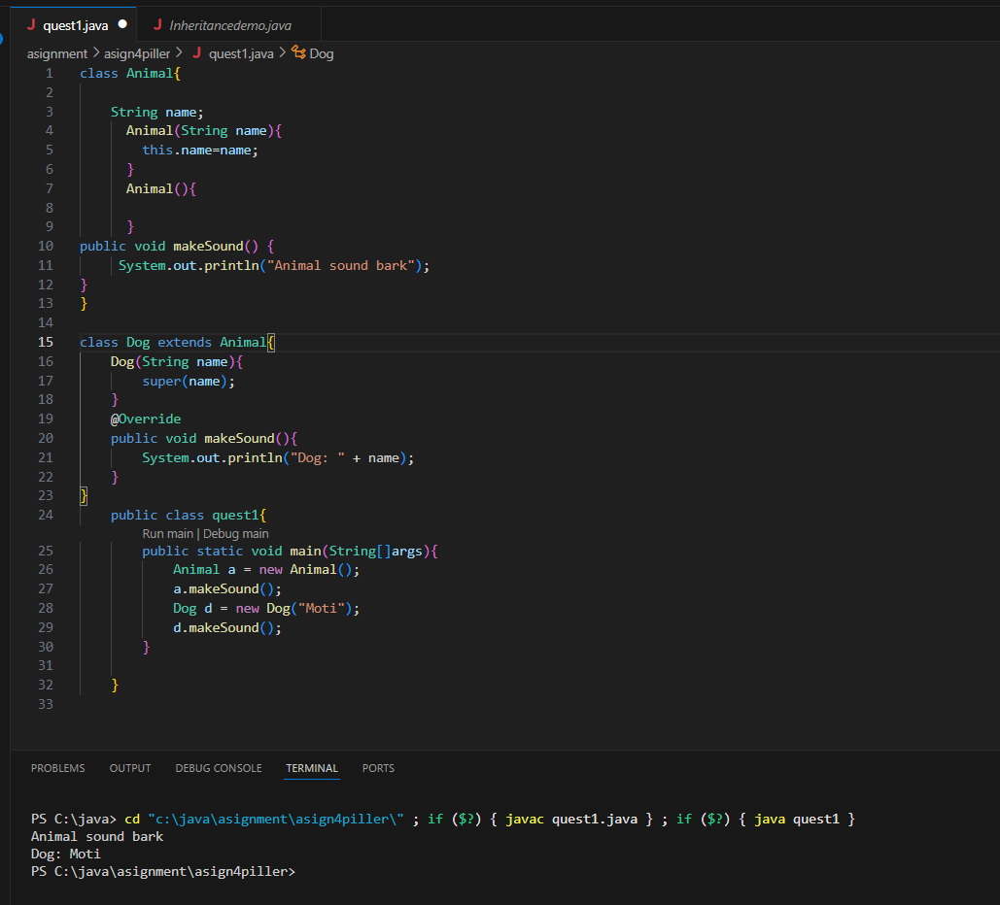 quest1.java
Inheritancedemo.java
asignment > asign4piller > quest1.java > Dog
1 class Animal{
2
3     String name;
4       Animal(String name){
5         this.name=name;
6       }
7       Animal(){
8
9       }
10 public void makeSound() {
11      System.out.println("Animal sound bark");
12 }
13 }
14
15 class Dog extends Animal{
16     Dog(String name){
17         super(name);
18     }
19     @Override
20     public void makeSound(){
21         System.out.println("Dog: " + name);
22     }
23 }
24     public class quest1{
Run main | Debug main
25         public static void main(String[]args){
26             Animal a = new Animal();
27             a.makeSound();
28             Dog d = new Dog("Moti");
29             d.makeSound();
30         }
31
32     }
33
PROBLEMS OUTPUT DEBUG CONSOLE TERMINAL PORTS
PS C:\java> cd "c:\java\asignment\asign4piller\" ; if ($?) { javac quest1.java } ; if ($?) { java quest1 }
Animal sound bark
Dog: Moti
PS C:\java\asignment\asign4piller>